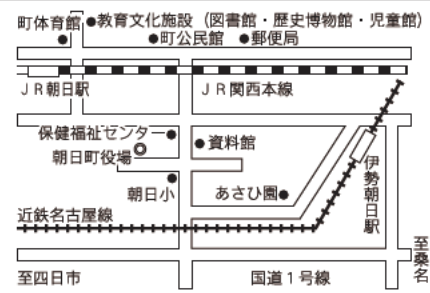 町体育館
教育文化施設（図書館・歴史博物館・児童館）
町公民館
郵便局
ＪＲ朝日駅
ＪＲ関西本線
保健福祉センター
資料館
朝日町役場
伊勢朝日駅
朝日小
あさひ園
近鉄名古屋線
至桑名
至四日市
国道１号線